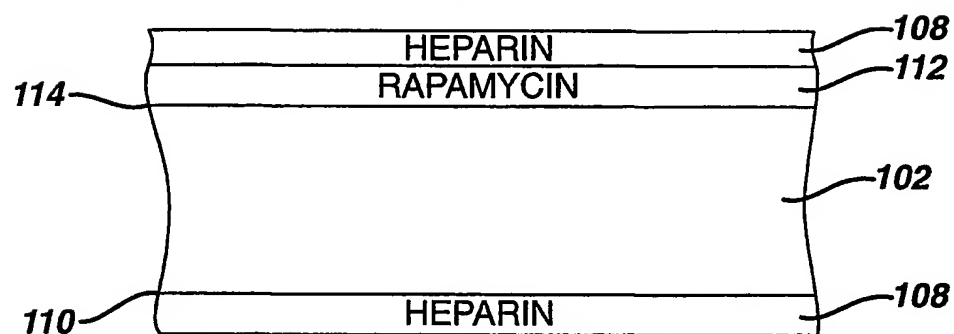 HEPARIN 108
RAPAMYCIN 112
114
102
110 HEPARIN 108